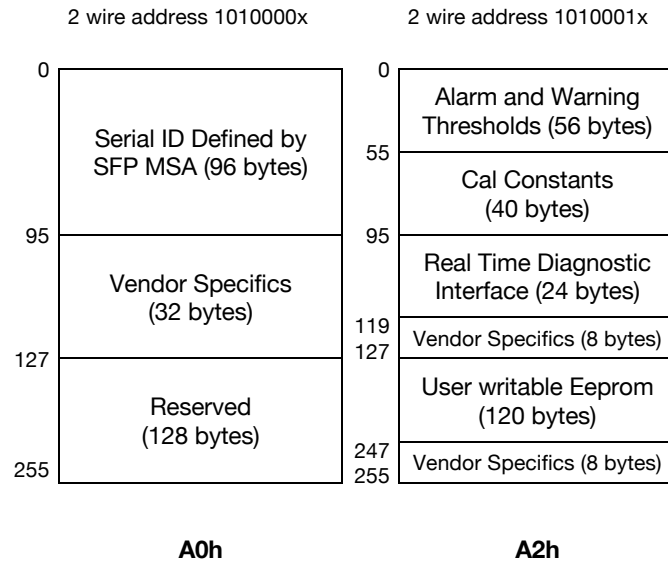 2 wire address 1010000x
0
Serial ID Defined by
SFP MSA (96 bytes)
95
Vendor Specifics
(32 bytes)
127
Reserved
(128 bytes)
255
A0h
2 wire address 1010001x
0
Alarm and Warning
Thresholds (56 bytes)
55
Cal Constants
(40 bytes)
95
Real Time Diagnostic
Interface (24 bytes)
119
Vendor Specifics (8 bytes)
127
User writable Eeprom
(120 bytes)
247
Vendor Specifics (8 bytes)
255
A2h